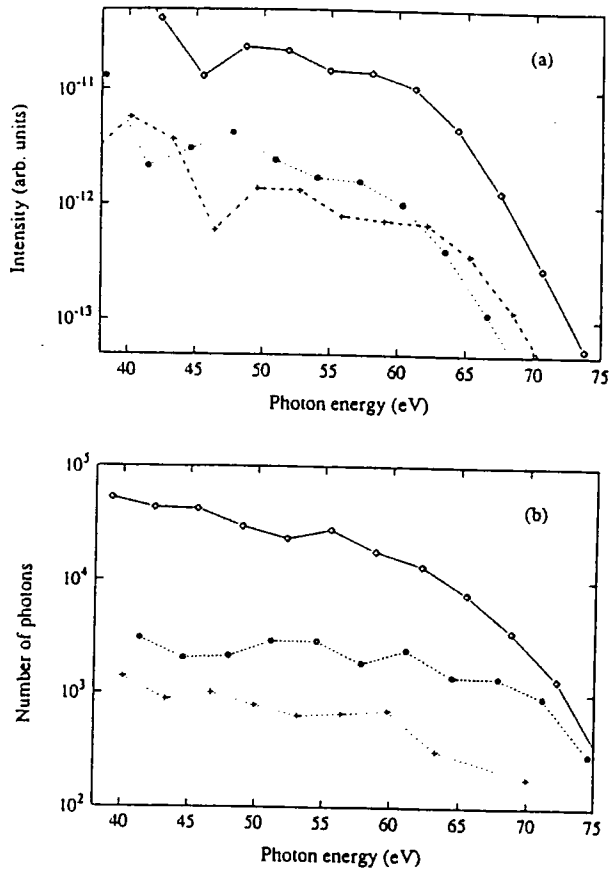 (a)
10-11
10-12
10-13
Intensity (arb. units)
40 45 50 55 60 65 70 75
Photon energy (eV)
(b)
105
104
103
102
Number of photons
40 45 50 55 60 65 70 75
Photon energy (eV)